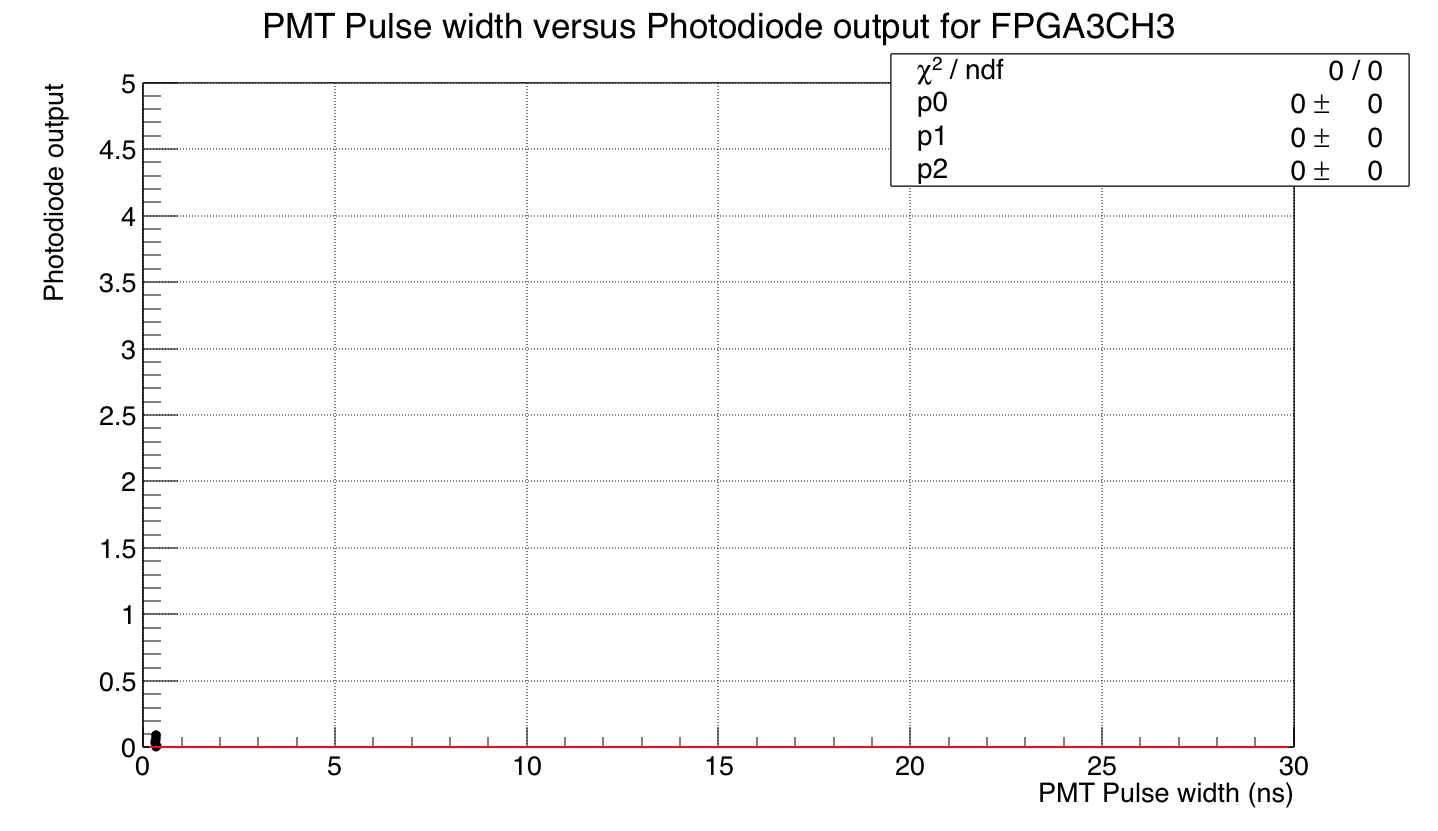 PMT Pulse width versus Photodiode output for FPGA3CH3
χ² / ndf 0 / 0
p0 0 ± 0
p1 0 ± 0
p2 0 ± 0
Photodiode output
5
4.5
4
3.5
3
2.5
2
1.5
1
0.5
0
0 5 10 15 20 25 30
PMT Pulse width (ns)